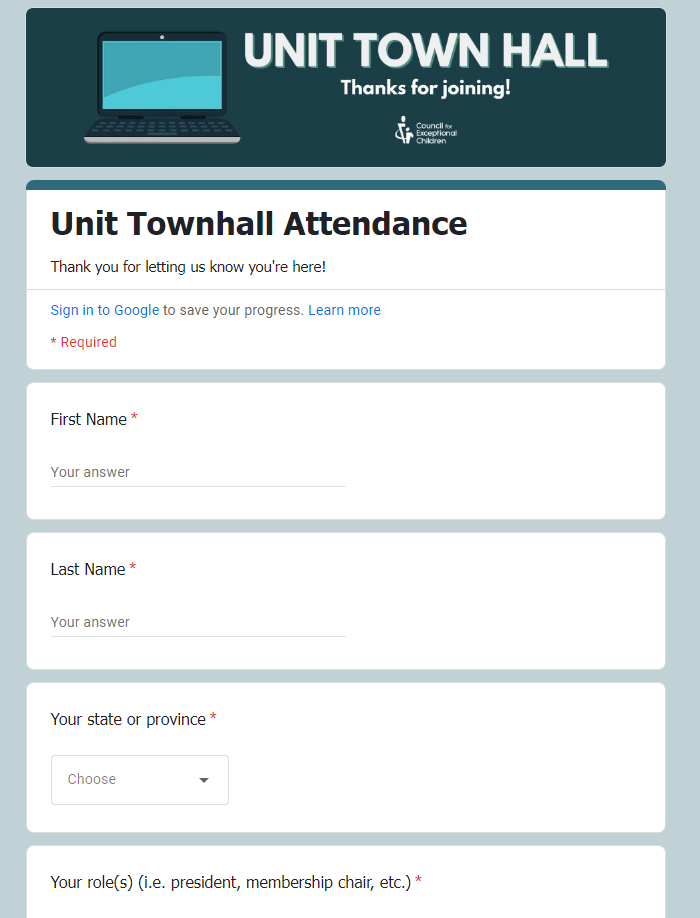 UNIT TOWN HALL
Thanks for joining!
Council for
Exceptional
Children
Unit Townhall Attendance
Thank you for letting us know you're here!
Sign in to Google to save your progress. Learn more
* Required
First Name *
Your answer
Last Name *
Your answer
Your state or province *
Choose
Your role(s) (i.e. president, membership chair, etc.) *